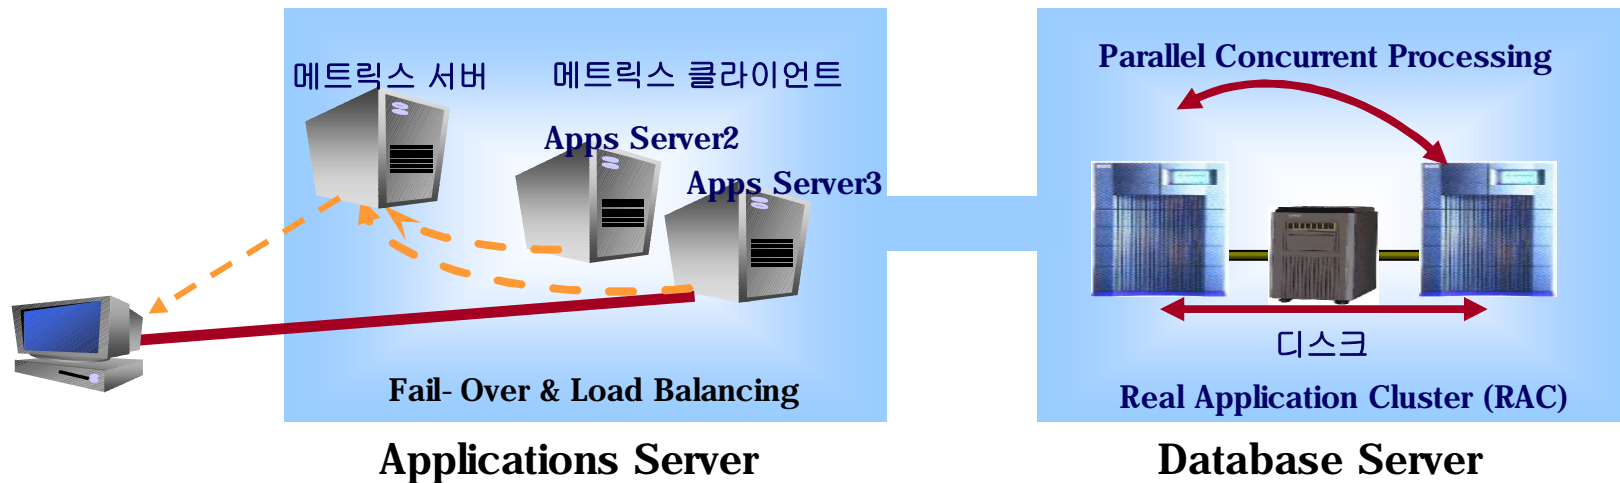 메트릭스 서버
메트릭스 클라이언트
Apps Server2
Apps Server3
Fail- Over & Load Balancing
Applications Server
Parallel Concurrent Processing
디스크
Real Application Cluster (RAC)
Database Server